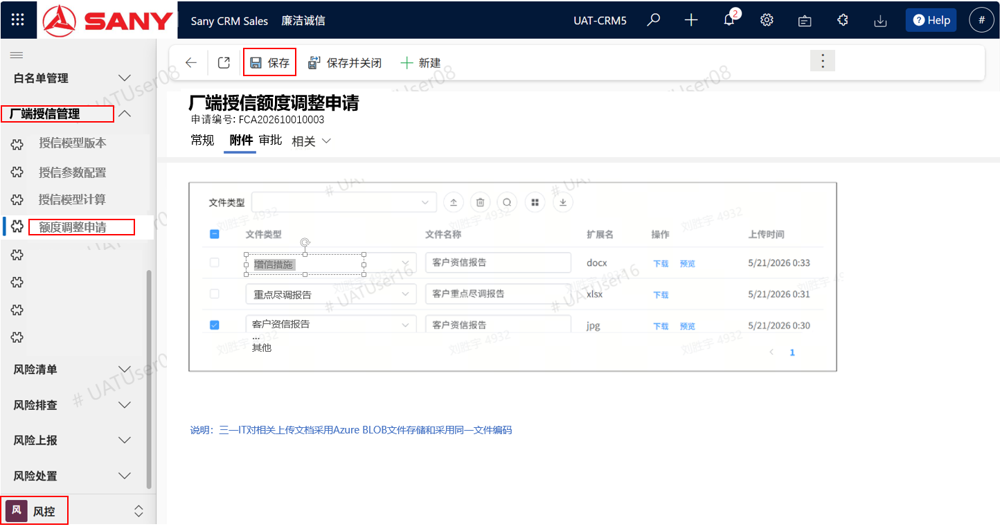 SANY
Sany CRM Sales 廉洁诚信
UAT-CRM5
2
? Help
#
保存
保存并关闭
新建
白名单管理
厂端授信管理
授信模型版本
授信参数配置
授信模型计算
额度调整申请
风险清单
风险排查
风险上报
风险处置
风 风控
厂端授信额度调整申请
申请编号: FCA202610010003
常规 附件 审批 相关
文件类型
文件类型 文件名称 扩展名 操作 上传时间
增信措施 客户资信报告 docx 下载 预览 5/21/2026 0:33
重点尽调报告 客户重点尽调报告 xlsx 下载 5/21/2026 0:31
客户资信报告 客户资信报告 jpg 下载 预览 5/21/2026 0:30
...
其他
1
说明：三一IT对相关上传文档采用Azure BLOB文件存储和采用同一文件编码
# UATUser08
# UATUser16
刘胜宇 4932